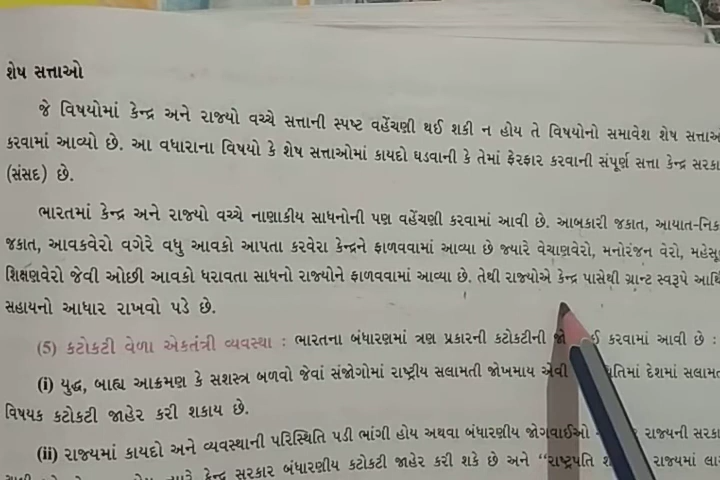 શેષ સત્તાઓ
જે વિષયોમાં કેન્દ્ર અને રાજ્યો વચ્ચે સત્તાની સ્પષ્ટ વહેંચણી થઈ શકી ન હોય તે વિષયોનો સમાવેશ શેષ સત્તાઓ
કરવામાં આવ્યો છે. આ વધારાના વિષયો કે શેષ સત્તાઓમાં કાયદો ઘડવાની કે તેમાં ફેરફાર કરવાની સંપૂર્ણ સત્તા કેન્દ્ર સરકા
(સંસદ) છે.
ભારતમાં કેન્દ્ર અને રાજ્યો વચ્ચે નાણાકીય સાધનોની પણ વહેંચણી કરવામાં આવી છે. આબકારી જકાત, આયાત-નિક
જકાત, આવકવેરો વગેરે વધુ આવકો આપતા કરવેરા કેન્દ્રને ફાળવવામાં આવ્યા છે જ્યારે વેચાણવેરો, મનોરંજન વેરો, મહેસૂ
શિક્ષણવેરો જેવી ઓછી આવકો ધરાવતા સાધનો રાજ્યોને ફાળવવામાં આવ્યા છે. તેથી રાજ્યોએ કેન્દ્ર પાસેથી ગ્રાન્ટ સ્વરૂપે આર્થિ
સહાયનો આધાર રાખવો પડે છે.
(5) કટોકટી વેળા એકતંત્રી વ્યવસ્થા : ભારતના બંધારણમાં ત્રણ પ્રકારની કટોકટીની જો ઈ કરવામાં આવી છે :
(i) યુદ્ધ, બાહ્ય આક્રમણ કે સશસ્ત્ર બળવો જેવાં સંજોગોમાં રાષ્ટ્રીય સલામતી જોખમાય એવી તિમાં દેશમાં સલામત
વિષયક કટોકટી જાહેર કરી શકાય છે.
(ii) રાજ્યમાં કાયદો અને વ્યવસ્થાની પરિસ્થિતિ પડી ભાંગી હોય અથવા બંધારણીય જોગવાઈઓ રાજ્યની સરકા
કેન્દ્ર સરકાર બંધારણીય કટોકટી જાહેર કરી શકે છે અને “રાષ્ટ્રપતિ રાજ્યમાં લા